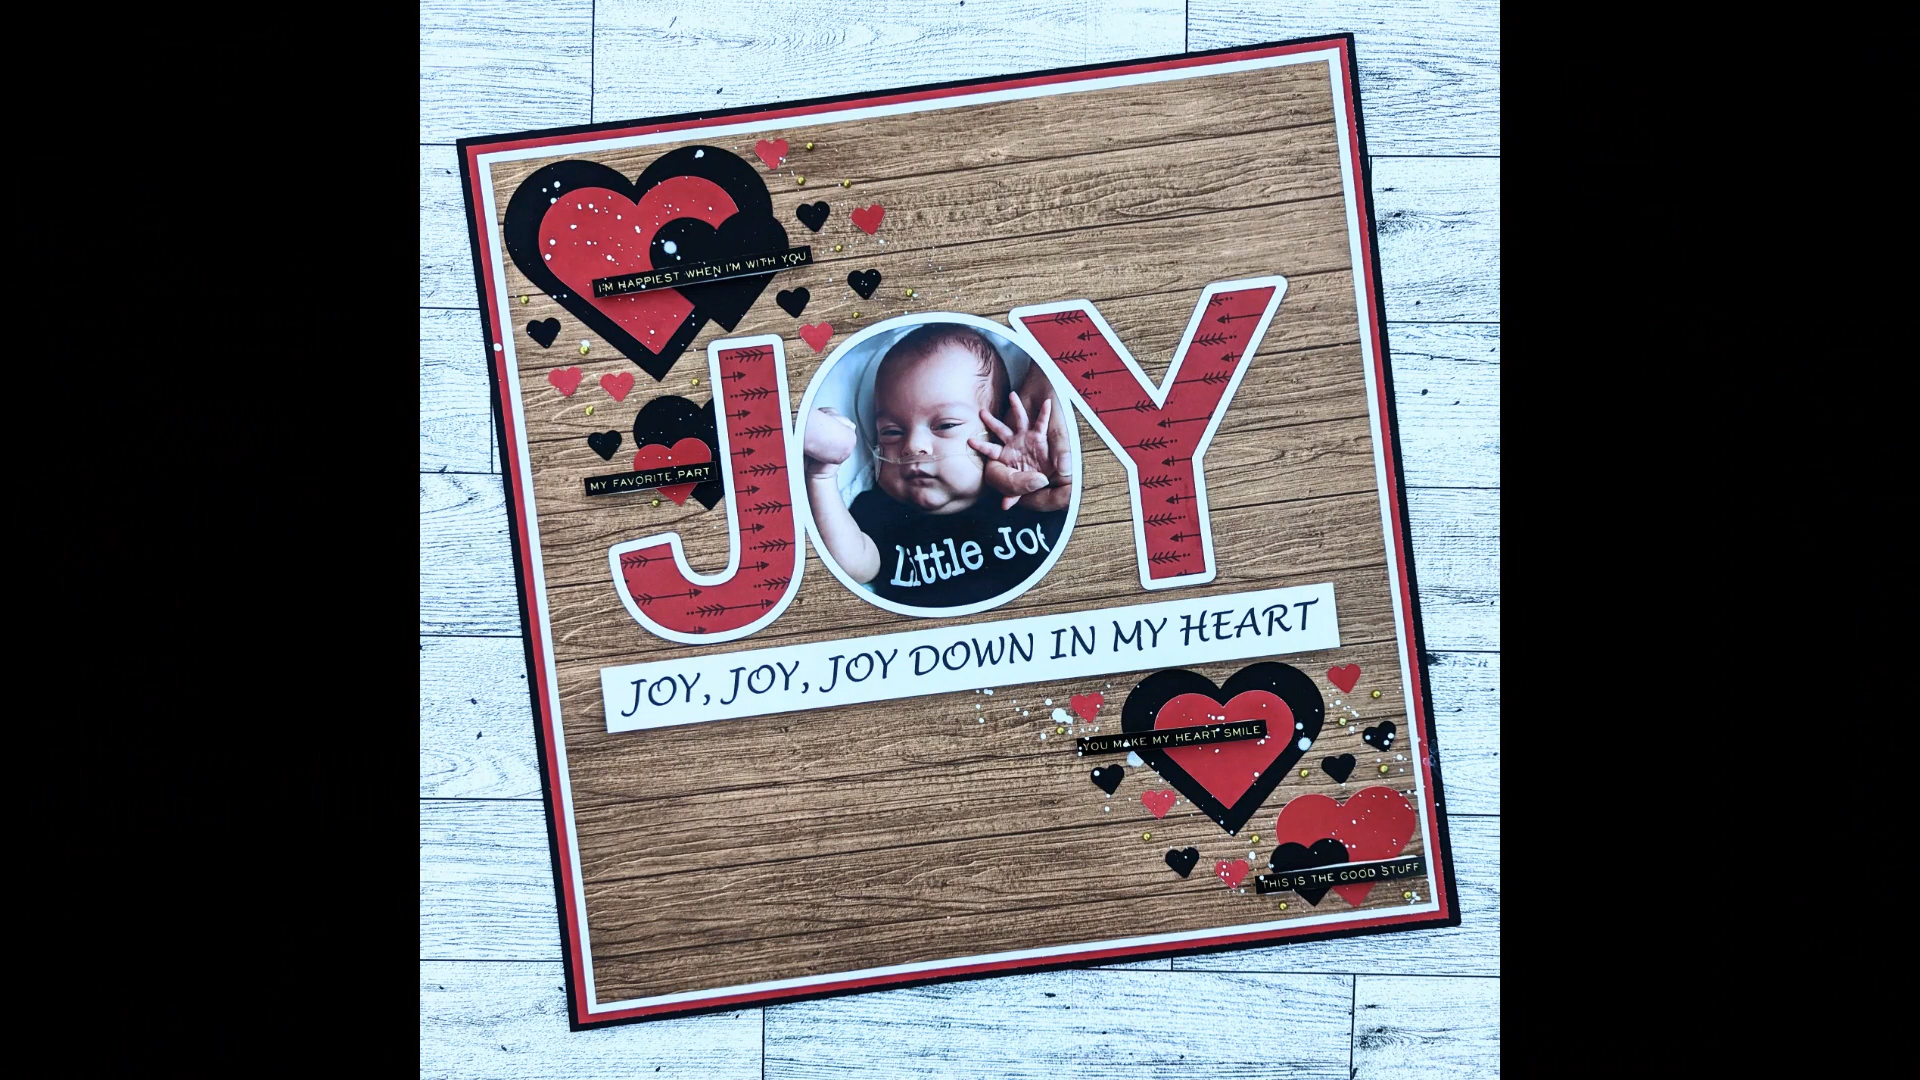 I'M HAPPIEST WHEN I'M WITH YOU
JOY
MY FAVORITE PART
Little Joy
JOY, JOY, JOY DOWN IN MY HEART
YOU MAKE MY HEART SMILE
THIS IS THE GOOD STUFF